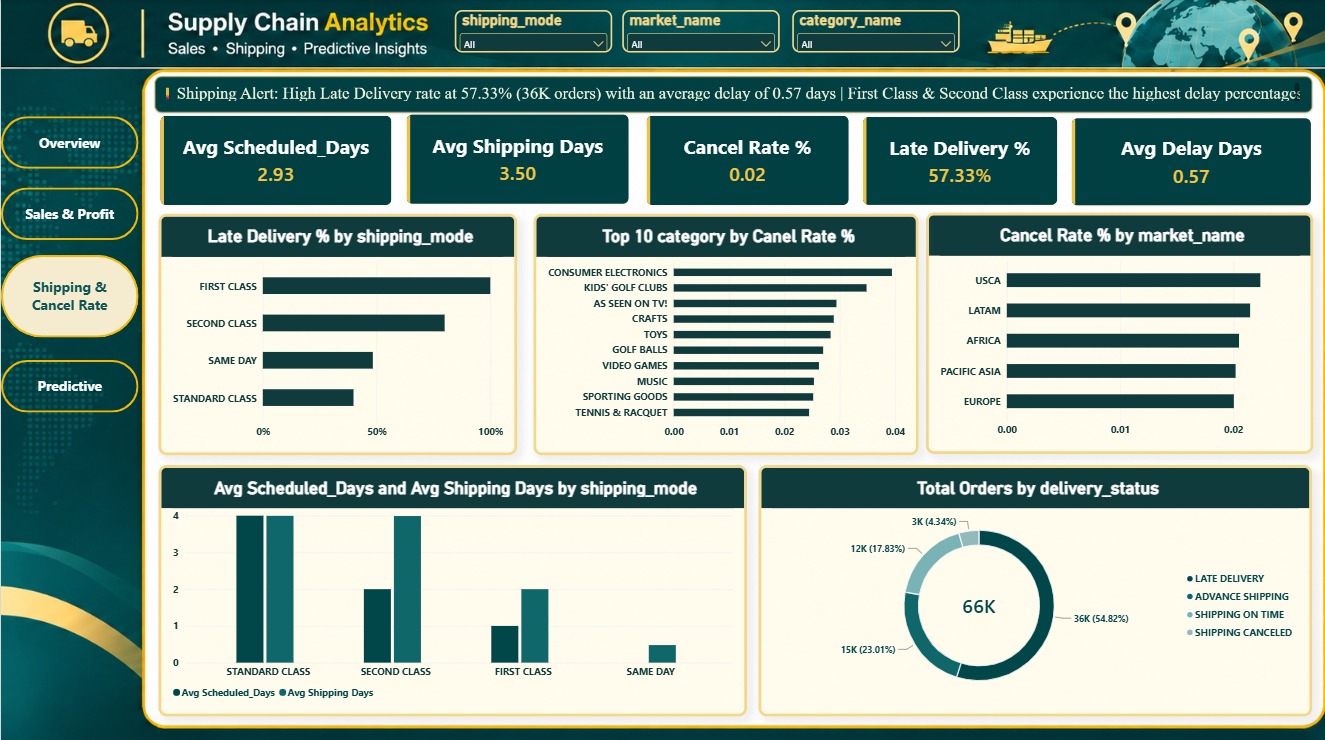 Supply Chain Analytics
Sales • Shipping • Predictive Insights
shipping_mode
All
market_name
All
category_name
All
Shipping Alert: High Late Delivery rate at 57.33% (36K orders) with an average delay of 0.57 days | First Class & Second Class experience the highest delay percentages
Overview
Sales & Profit
Shipping &
Cancel Rate
Predictive
Avg Scheduled_Days
2.93
Avg Shipping Days
3.50
Cancel Rate %
0.02
Late Delivery %
57.33%
Avg Delay Days
0.57
Late Delivery % by shipping_mode
FIRST CLASS
SECOND CLASS
SAME DAY
STANDARD CLASS
0% 50% 100%
Top 10 category by Canel Rate %
CONSUMER ELECTRONICS
KIDS' GOLF CLUBS
AS SEEN ON TV!
CRAFTS
TOYS
GOLF BALLS
VIDEO GAMES
MUSIC
SPORTING GOODS
TENNIS & RACQUET
0.00 0.01 0.02 0.03 0.04
Cancel Rate % by market_name
USCA
LATAM
AFRICA
PACIFIC ASIA
EUROPE
0.00 0.01 0.02
Avg Scheduled_Days and Avg Shipping Days by shipping_mode
4
3
2
1
0
STANDARD CLASS SECOND CLASS FIRST CLASS SAME DAY
Avg Scheduled_Days Avg Shipping Days
Total Orders by delivery_status
3K (4.34%)
12K (17.83%)
15K (23.01%)
36K (54.82%)
66K
LATE DELIVERY
ADVANCE SHIPPING
SHIPPING ON TIME
SHIPPING CANCELED